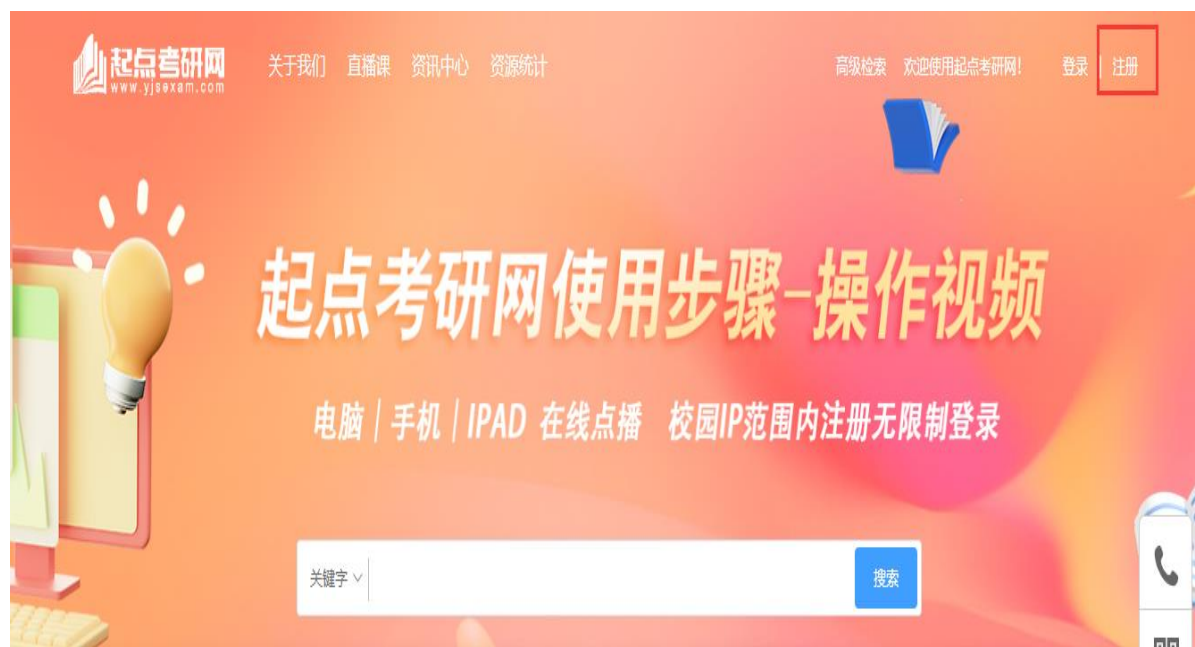 起点考研网
www.yjsexam.com
关于我们 直播课 资讯中心 资源统计
高级检索 欢迎使用起点考研网! 登录 | 注册
起点考研网使用步骤-操作视频
电脑｜手机｜IPAD 在线点播 校园IP范围内注册无限制登录
关键字
搜索